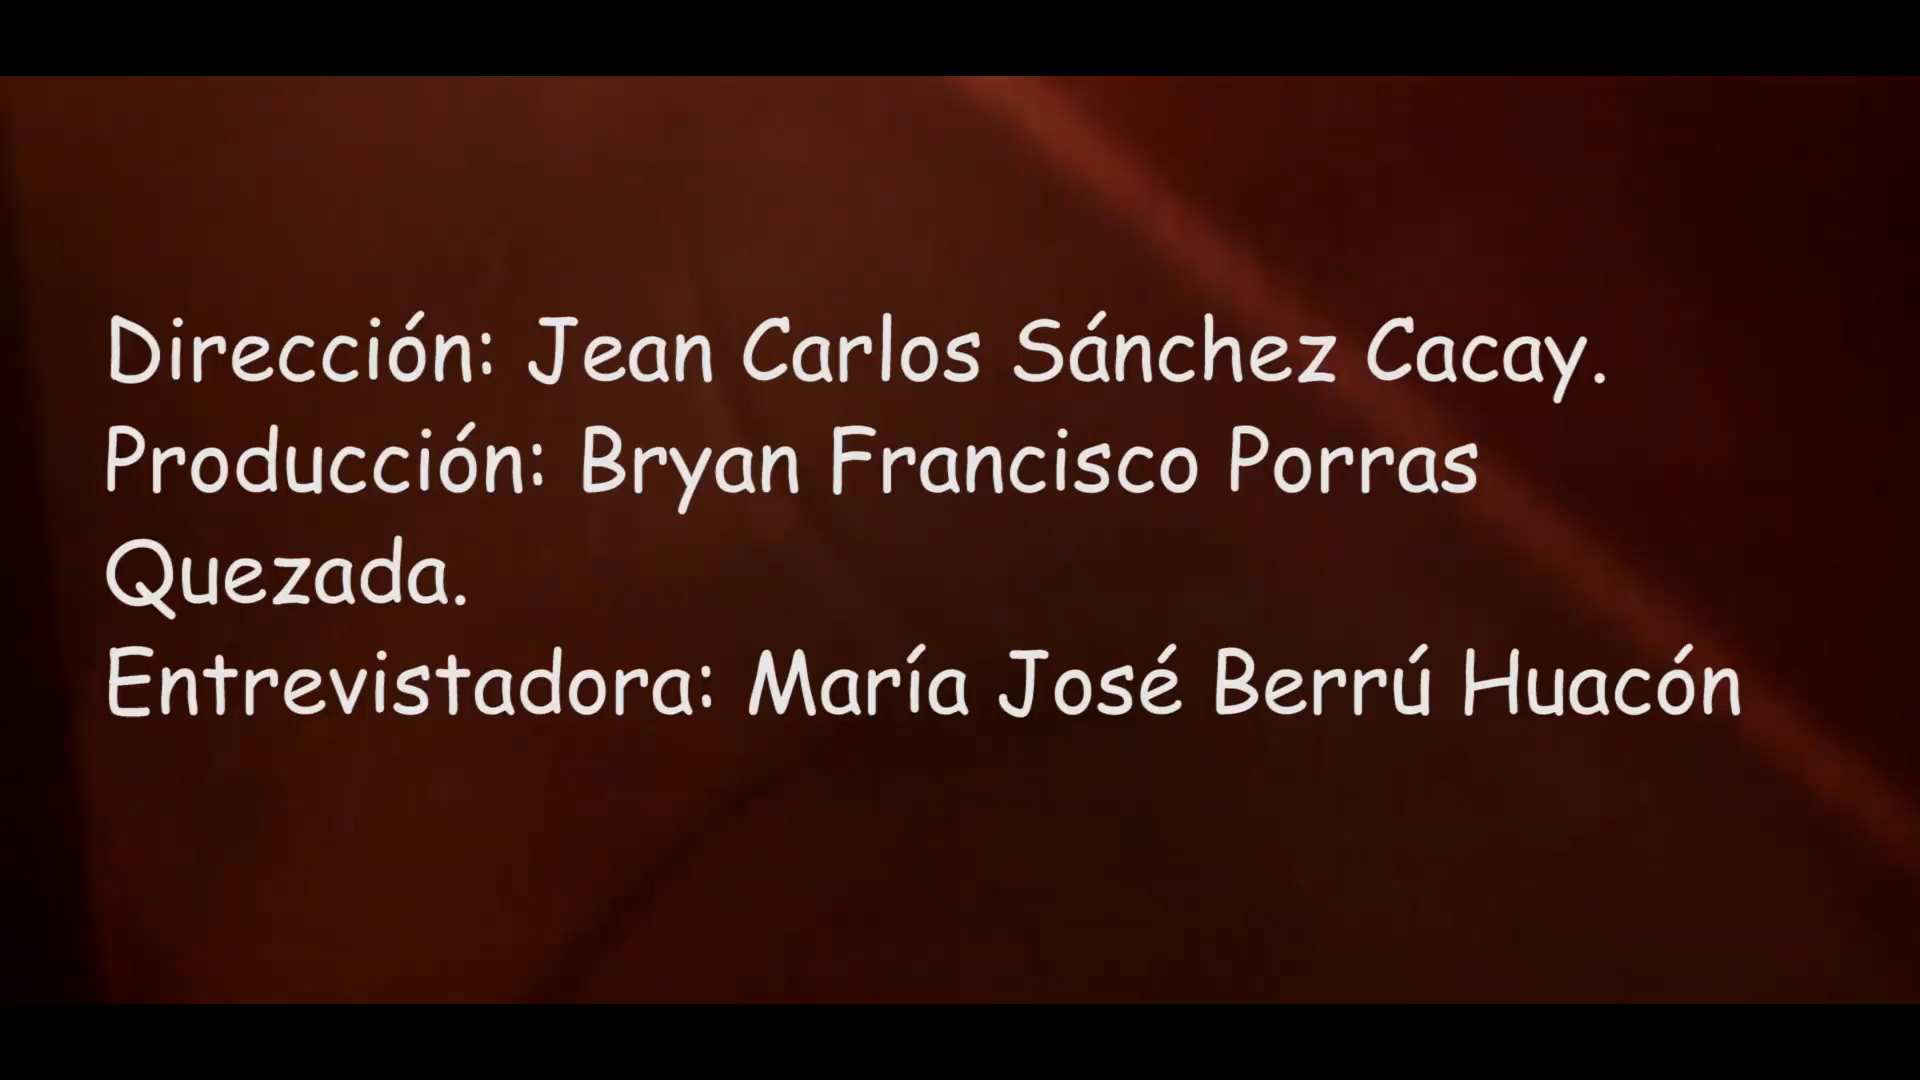 Dirección: Jean Carlos Sánchez Cacay.
Producción: Bryan Francisco Porras
Quezada.
Entrevistadora: María José Berrú Huacón